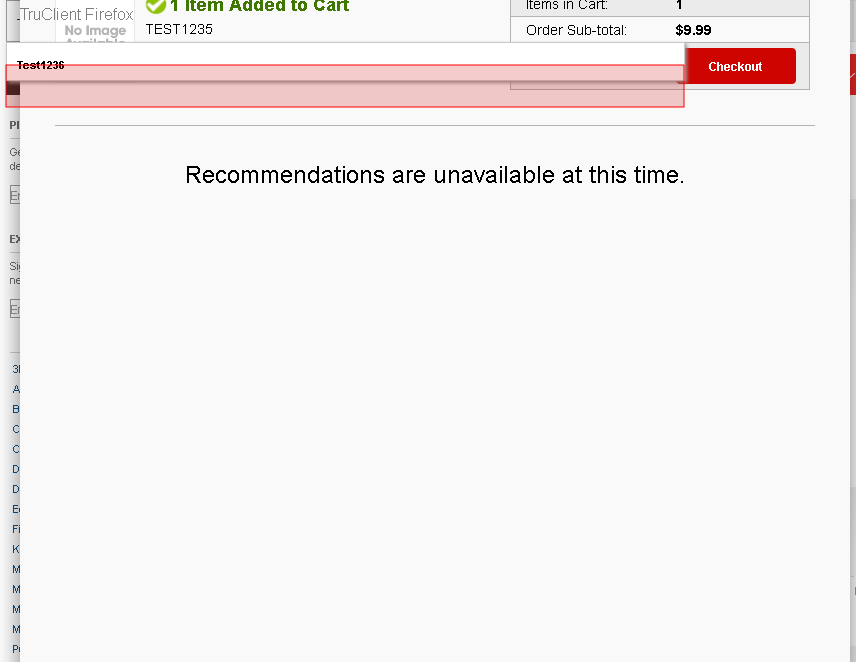 TruClient Firefox
No Image
Available
1 Item Added to Cart
TEST1235
Items in Cart: 1
Order Sub-total: $9.99
Test1236
Checkout
Recommendations are unavailable at this time.